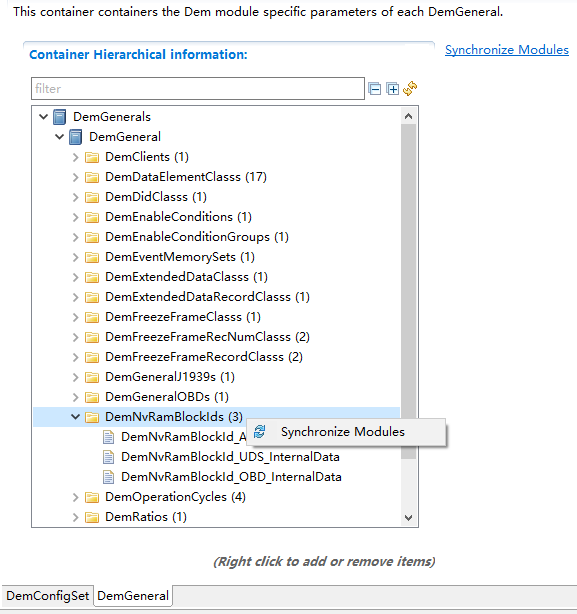 This container containers the Dem module specific parameters of each DemGeneral.
Container Hierarchical information:
Synchronize Modules
filter
DemGenerals
DemGeneral
DemClients (1)
DemDataElementClasss (17)
DemDidClasss (1)
DemEnableConditions (1)
DemEnableConditionGroups (1)
DemEventMemorySets (1)
DemExtendedDataClasss (1)
DemExtendedDataRecordClasss (1)
DemFreezeFrameClasss (1)
DemFreezeFrameRecNumClasss (2)
DemFreezeFrameRecordClasss (2)
DemGeneralJ1939s (1)
DemGeneralOBDs (1)
DemNvRamBlockIds (3)
Synchronize Modules
DemNvRamBlockId_A
DemNvRamBlockId_UDS_InternalData
DemNvRamBlockId_OBD_InternalData
DemOperationCycles (4)
DemRatios (1)
(Right click to add or remove items)
DemConfigSet
DemGeneral